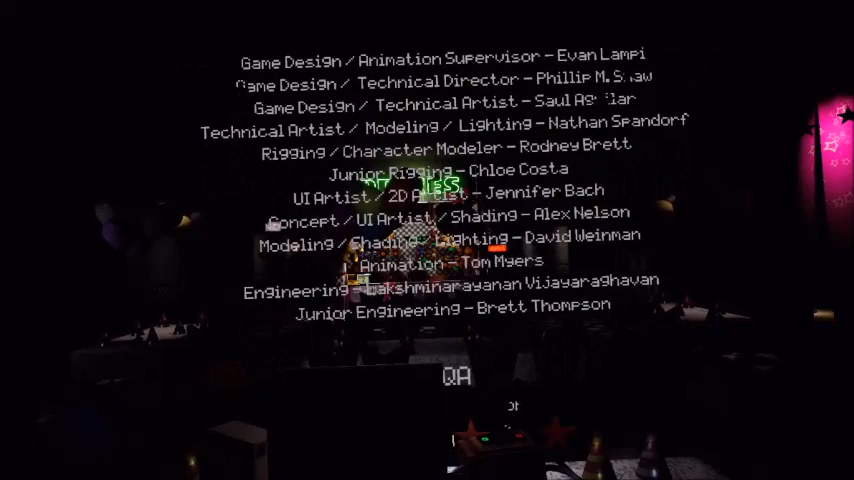 Game Design / Animation Supervisor - Evan Lampi
Game Design / Technical Director - Phillip M. Shaw
Game Design / Technical Artist - Saul Aguilar
Technical Artist / Modeling / Lighting - Nathan Spandorf
Rigging / Character Modeler - Rodney Brett
Junior Rigging - Chloe Costa
UI Artist / 2D Artist - Jennifer Bach
Concept / UI Artist / Shading - Alex Nelson
Modeling / Shading / Lighting - David Weinman
Animation - Tom Myers
Engineering - Lakshminarayanan Vijayaraghavan
Junior Engineering - Brett Thompson
QA